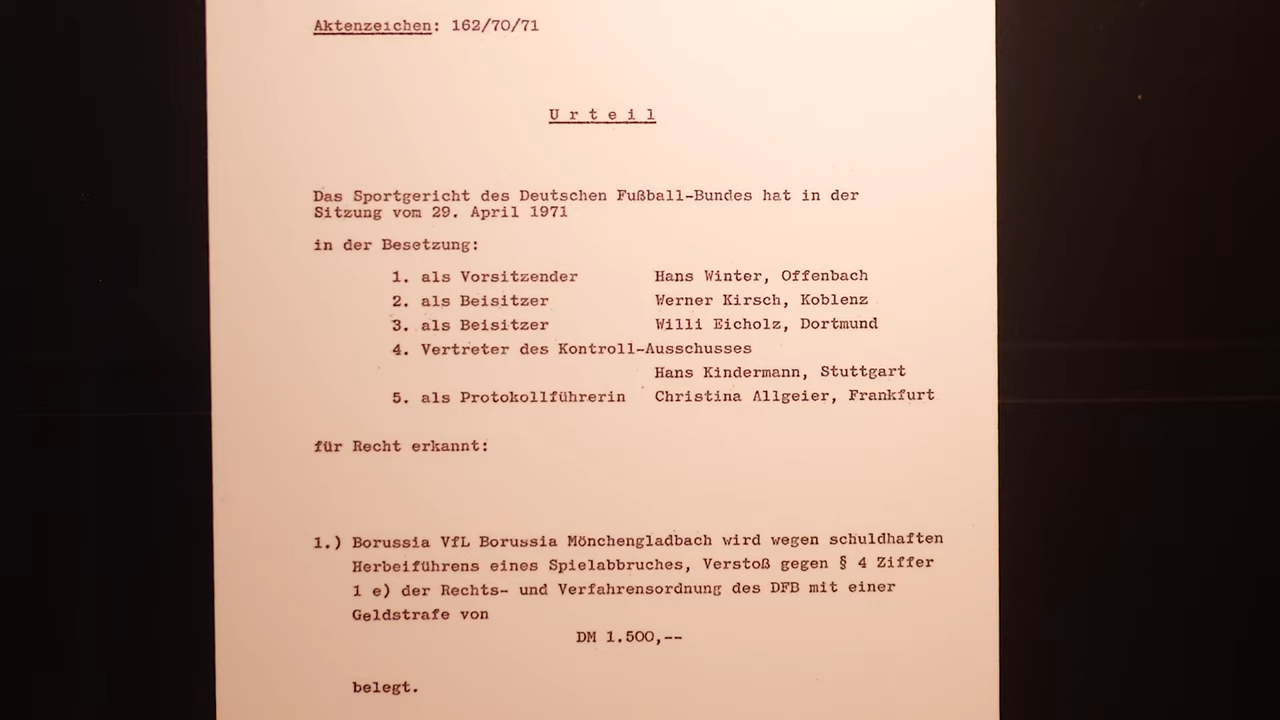 Aktenzeichen: 162/70/71
U r t e i l
Das Sportgericht des Deutschen Fußball-Bundes hat in der
Sitzung vom 29. April 1971
in der Besetzung:
1. als Vorsitzender Hans Winter, Offenbach
2. als Beisitzer Werner Kirsch, Koblenz
3. als Beisitzer Willi Eicholz, Dortmund
4. Vertreter des Kontroll-Ausschusses
Hans Kindermann, Stuttgart
5. als Protokollführerin Christina Allgeier, Frankfurt
für Recht erkannt:
1.) Borussia VfL Borussia Mönchengladbach wird wegen schuldhaften
Herbeiführens eines Spielabbruches, Verstoß gegen § 4 Ziffer
1 e) der Rechts- und Verfahrensordnung des DFB mit einer
Geldstrafe von
DM 1.500,--
belegt.